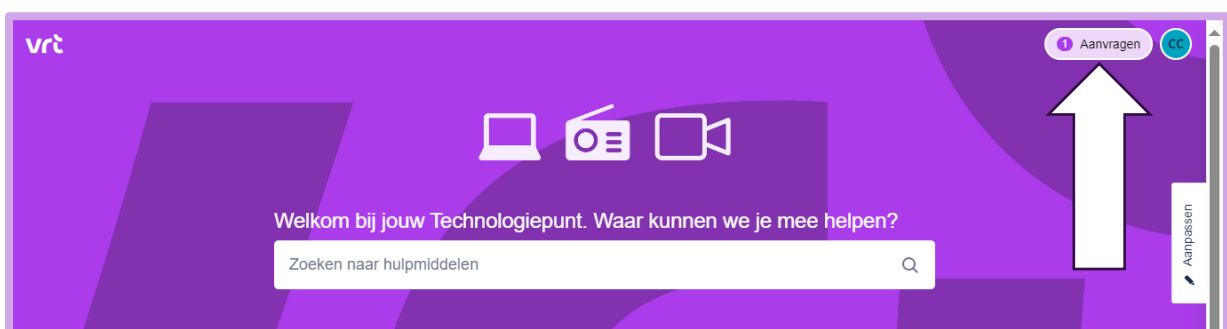 vrt
1 Aanvragen
CC
Welkom bij jouw Technologiepunt. Waar kunnen we je mee helpen?
Zoeken naar hulpmiddelen
Aanpassen